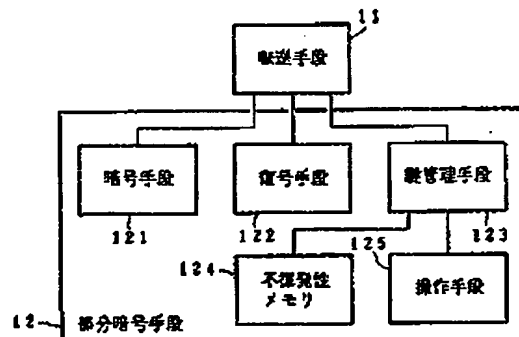 11
転送手段
暗号手段
復号手段
鍵管理手段
121
122
123
124
125
不揮発性
メモリ
操作手段
12
部分暗号手段